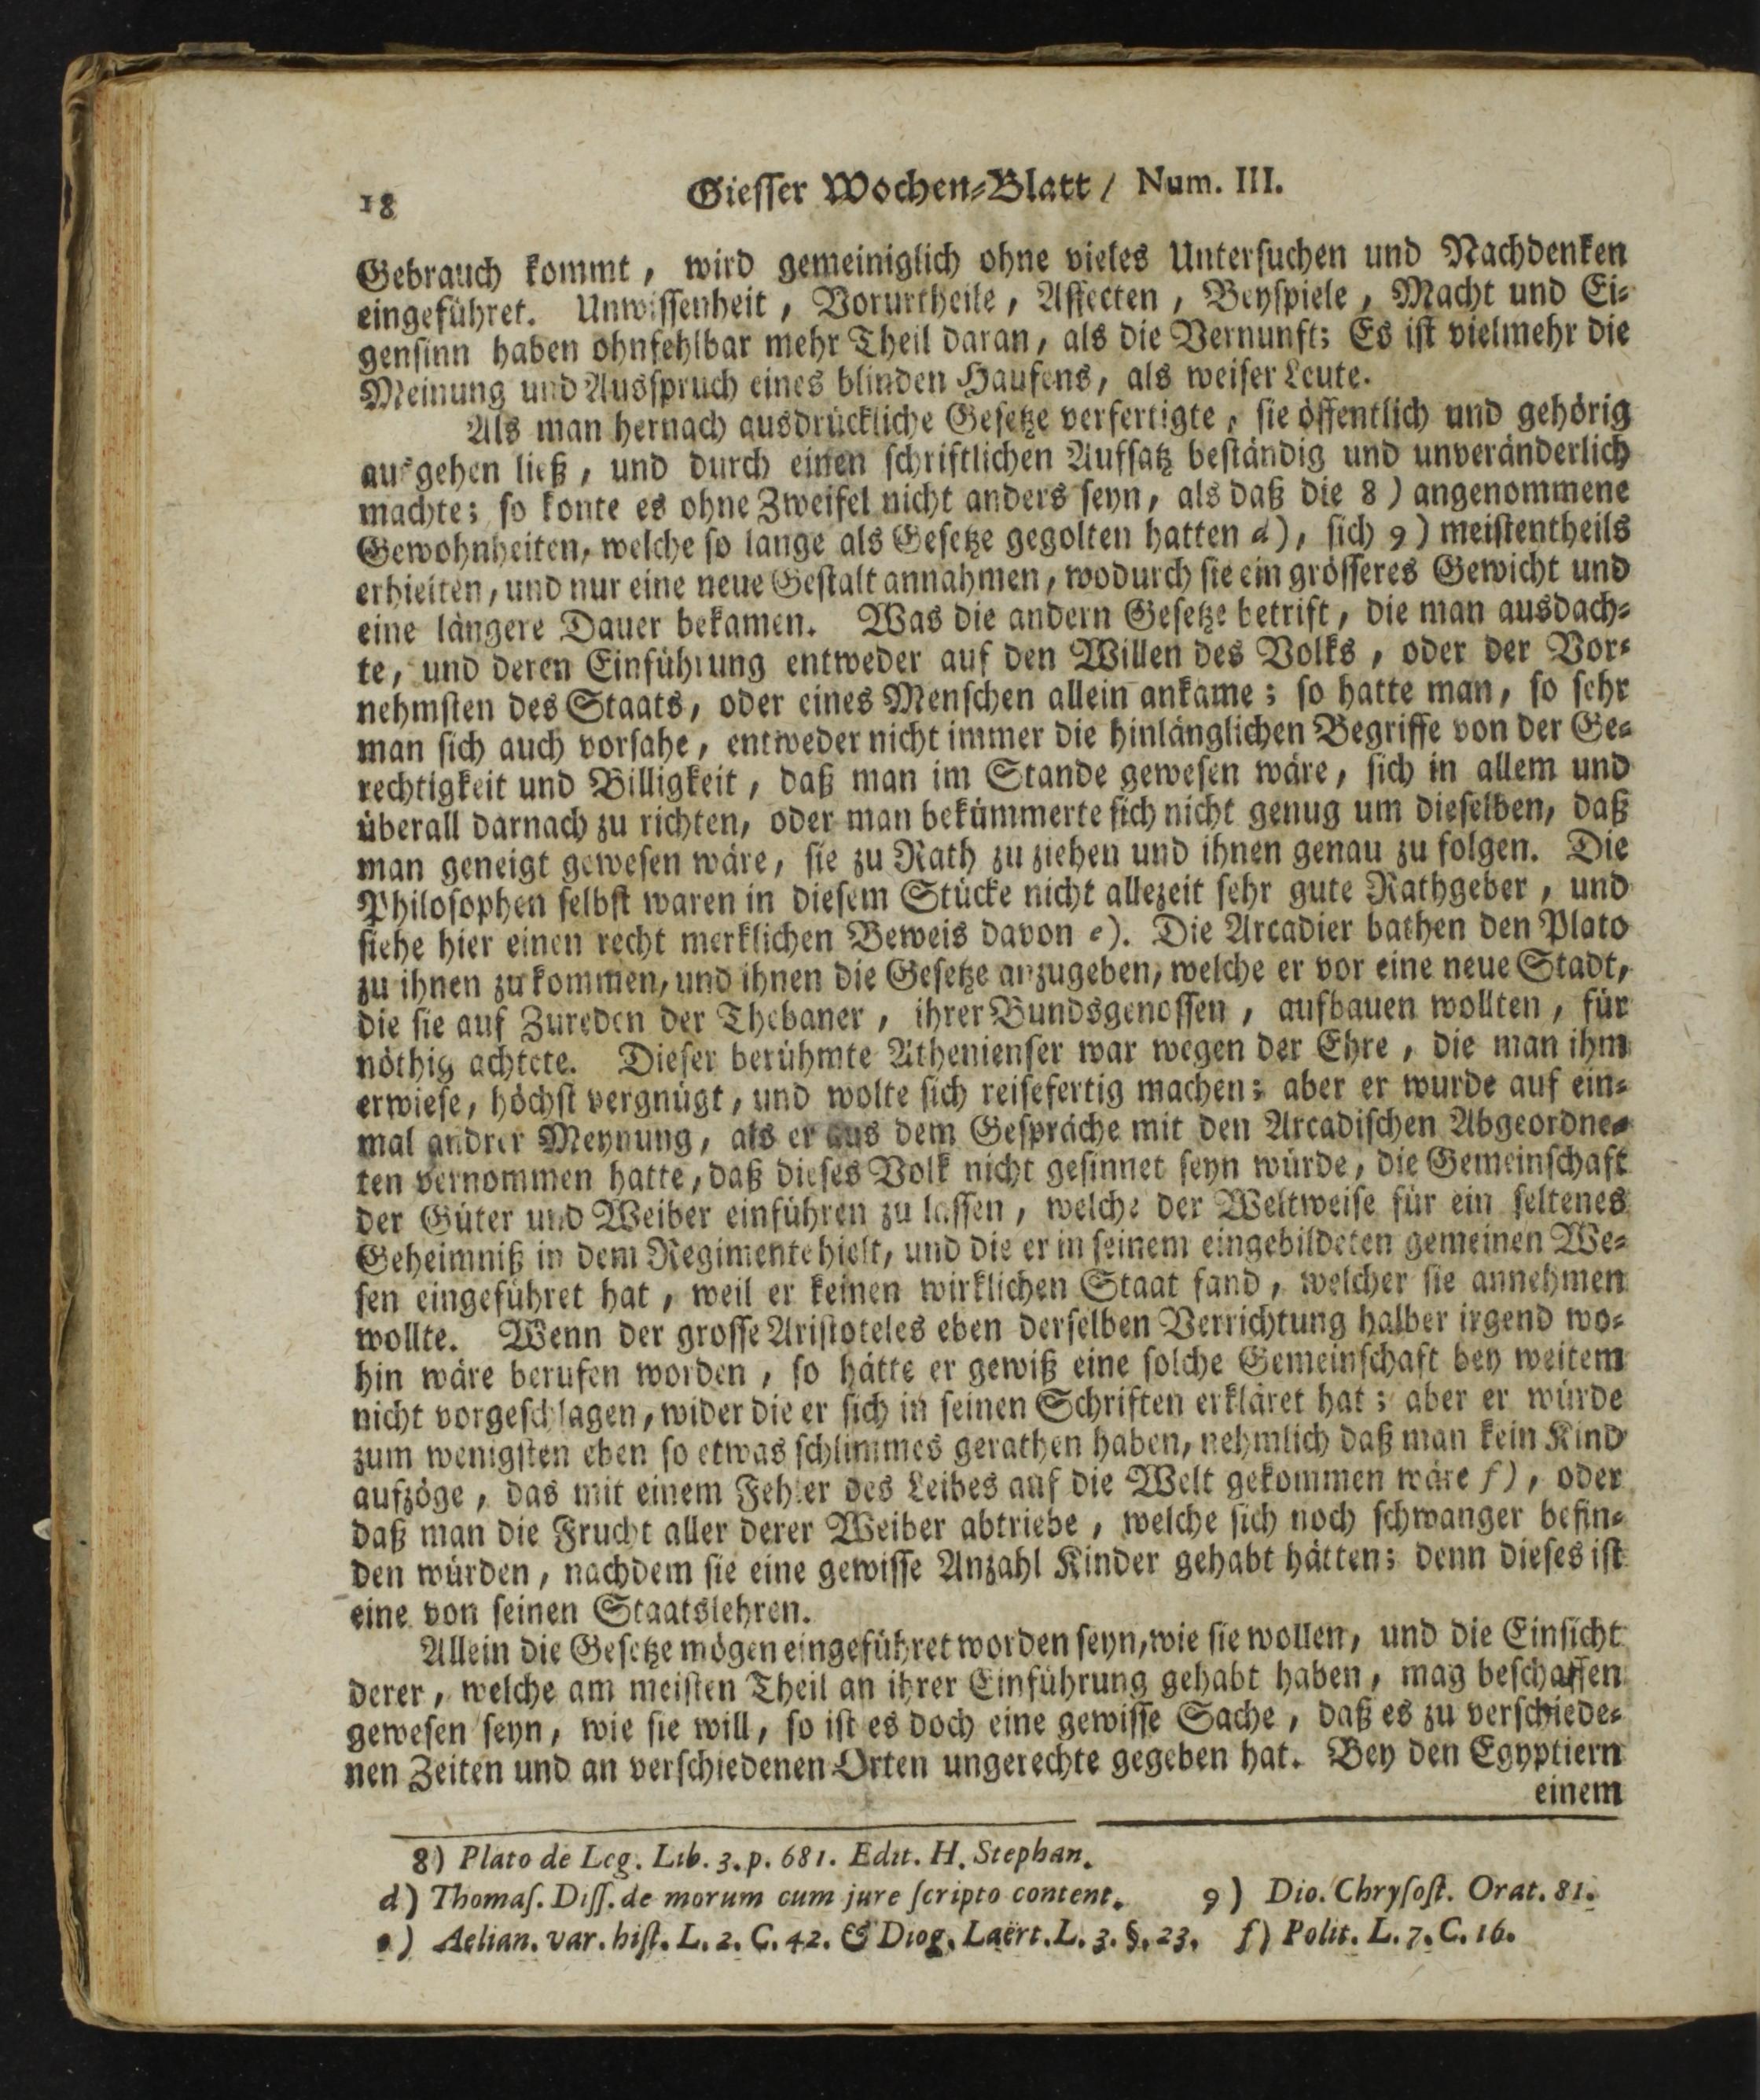 18 Giesser Wochen-Blatt / Num. III.
Gebrauch kommt, wird gemeiniglich ohne vieles Untersuchen und Nachdenken
eingeführet. Unwissenheit, Vorurtheile, Affecten, Beyspiele, Macht und Ei-
gensinn haben ohnfehlbar mehr Theil daran, als die Vernunft; Es ist vielmehr die
Meinung und Ausspruch eines blinden Haufens, als weiser Leute.
Als man hernach ausdrückliche Gesetze verfertigte, sie öffentlich und gehörig
ausgehen ließ, und durch einen schriftlichen Aufsatz beständig und unveränderlich
machte; so konte es ohne Zweifel nicht anders seyn, als daß die 8) angenommene
Gewohnheiten, welche so lange als Gesetze gegolten hatten d), sich 9) meistentheils
erhielten, und nur eine neue Gestalt annahmen, wodurch sie ein grösseres Gewicht und
eine längere Dauer bekamen. Was die andern Gesetze betrift, die man ausdach-
te, und deren Einführung entweder auf den Willen des Volks, oder der Vor-
nehmsten des Staats, oder eines Menschen allein ankame; so hatte man, so sehr
man sich auch vorsahe, entweder nicht immer die hinlänglichen Begriffe von der Ge-
rechtigkeit und Billigkeit, daß man im Stande gewesen wäre, sich in allem und
überall darnach zu richten, oder man bekümmerte sich nicht genug um dieselben, daß
man geneigt gewesen wäre, sie zu Rath zu ziehen und ihnen genau zu folgen. Die
Philosophen selbst waren in diesem Stücke nicht allezeit sehr gute Rathgeber, und
siehe hier einen recht merklichen Beweis davon e). Die Arcadier bathen den Plato
zu ihnen zu kommen, und ihnen die Gesetze anzugeben, welche er vor eine neue Stadt,
die sie auf Zureden der Thebaner, ihrer Bundsgenossen, aufbauen wollten, für
nöthig achtete. Dieser berühmte Athenienser war wegen der Ehre, die man ihm
erwiese, höchst vergnügt, und wolte sich reisefertig machen; aber er wurde auf ein-
mal andrer Meynung, als er aus dem Gespräche mit den Arcadischen Abgeordne-
ten vernommen hatte, daß dieses Volk nicht gesinnet seyn würde, die Gemeinschaft
der Güter und Weiber einführen zu lassen, welche der Weltweise für ein seltenes
Geheimniß in dem Regimente hielt, und die er in seinem eingebildeten gemeinen We-
sen eingeführet hat, weil er keinen wirklichen Staat fand, welcher sie annehmen
wollte. Wenn der grosse Aristoteles eben derselben Verrichtung halber irgend wo-
hin wäre berufen worden, so hätte er gewiß eine solche Gemeinschaft bey weitem
nicht vorgeschlagen, wider die er sich in seinen Schriften erkläret hat; aber er würde
zum wenigsten eben so etwas schlimmes gerathen haben, nehmlich daß man kein Kind
aufzöge, das mit einem Fehler des Leibes auf die Welt gekommen wäre f), oder
daß man die Frucht aller derer Weiber abtriebe, welche sich noch schwanger befin-
den würden, nachdem sie eine gewisse Anzahl Kinder gehabt hätten; denn dieses ist
eine von seinen Staatslehren.
Allein die Gesetze mögen eingeführet worden seyn, wie sie wollen, und die Einsicht
derer, welche am meisten Theil an ihrer Einführung gehabt haben, mag beschaffen
gewesen seyn, wie sie will, so ist es doch eine gewisse Sache, daß es zu verschiede-
nen Zeiten und an verschiedenen Orten ungerechte gegeben hat. Bey den Egyptiern
einem
8) Plato de Leg. Lib. 3. p. 681. Edit. H. Stephan.
d) Thomas. Diss. de morum cum jure scripto content. 9) Dio. Chrysost. Orat. 81.
e) Aelian. var. hist. L. 2. C. 42. & Diog. Laërt. L. 3. §. 23. f) Polit. L. 7. C. 16.